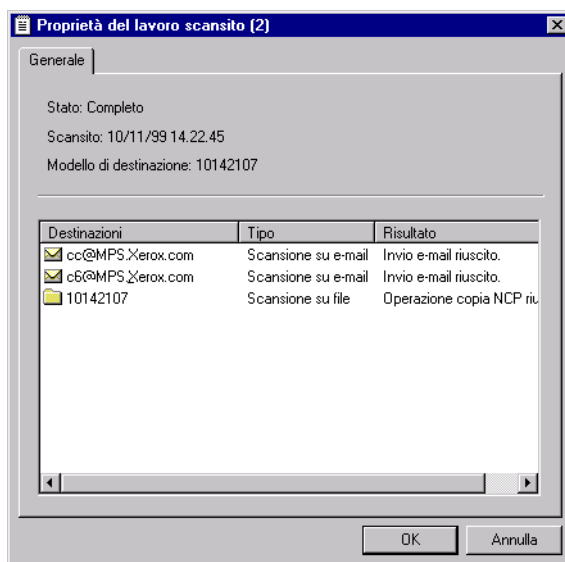 Proprietà del lavoro scansito (2)
Generale
Stato: Completo
Scansito: 10/11/99 14.22.45
Modello di destinazione: 10142107
Destinazioni Tipo Risultato
cc@MPS.Xerox.com Scansione su e-mail Invio e-mail riuscito.
c6@MPS.Xerox.com Scansione su e-mail Invio e-mail riuscito.
10142107 Scansione su file Operazione copia NCP riu
OK Annulla